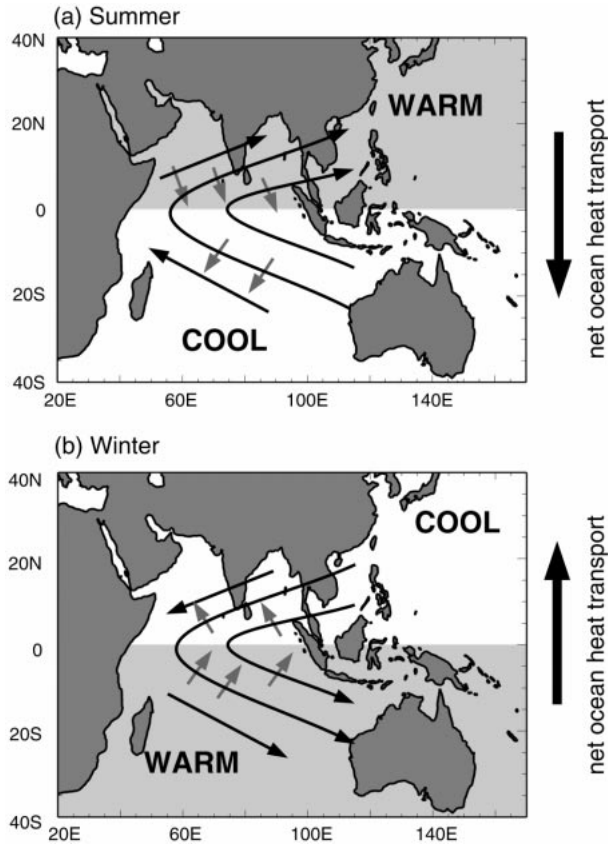 (a) Summer
40N
20N
0
20S
40S
20E 60E 100E 140E
WARM
COOL
net ocean heat transport
(b) Winter
40N
20N
0
20S
40S
20E 60E 100E 140E
COOL
WARM
net ocean heat transport